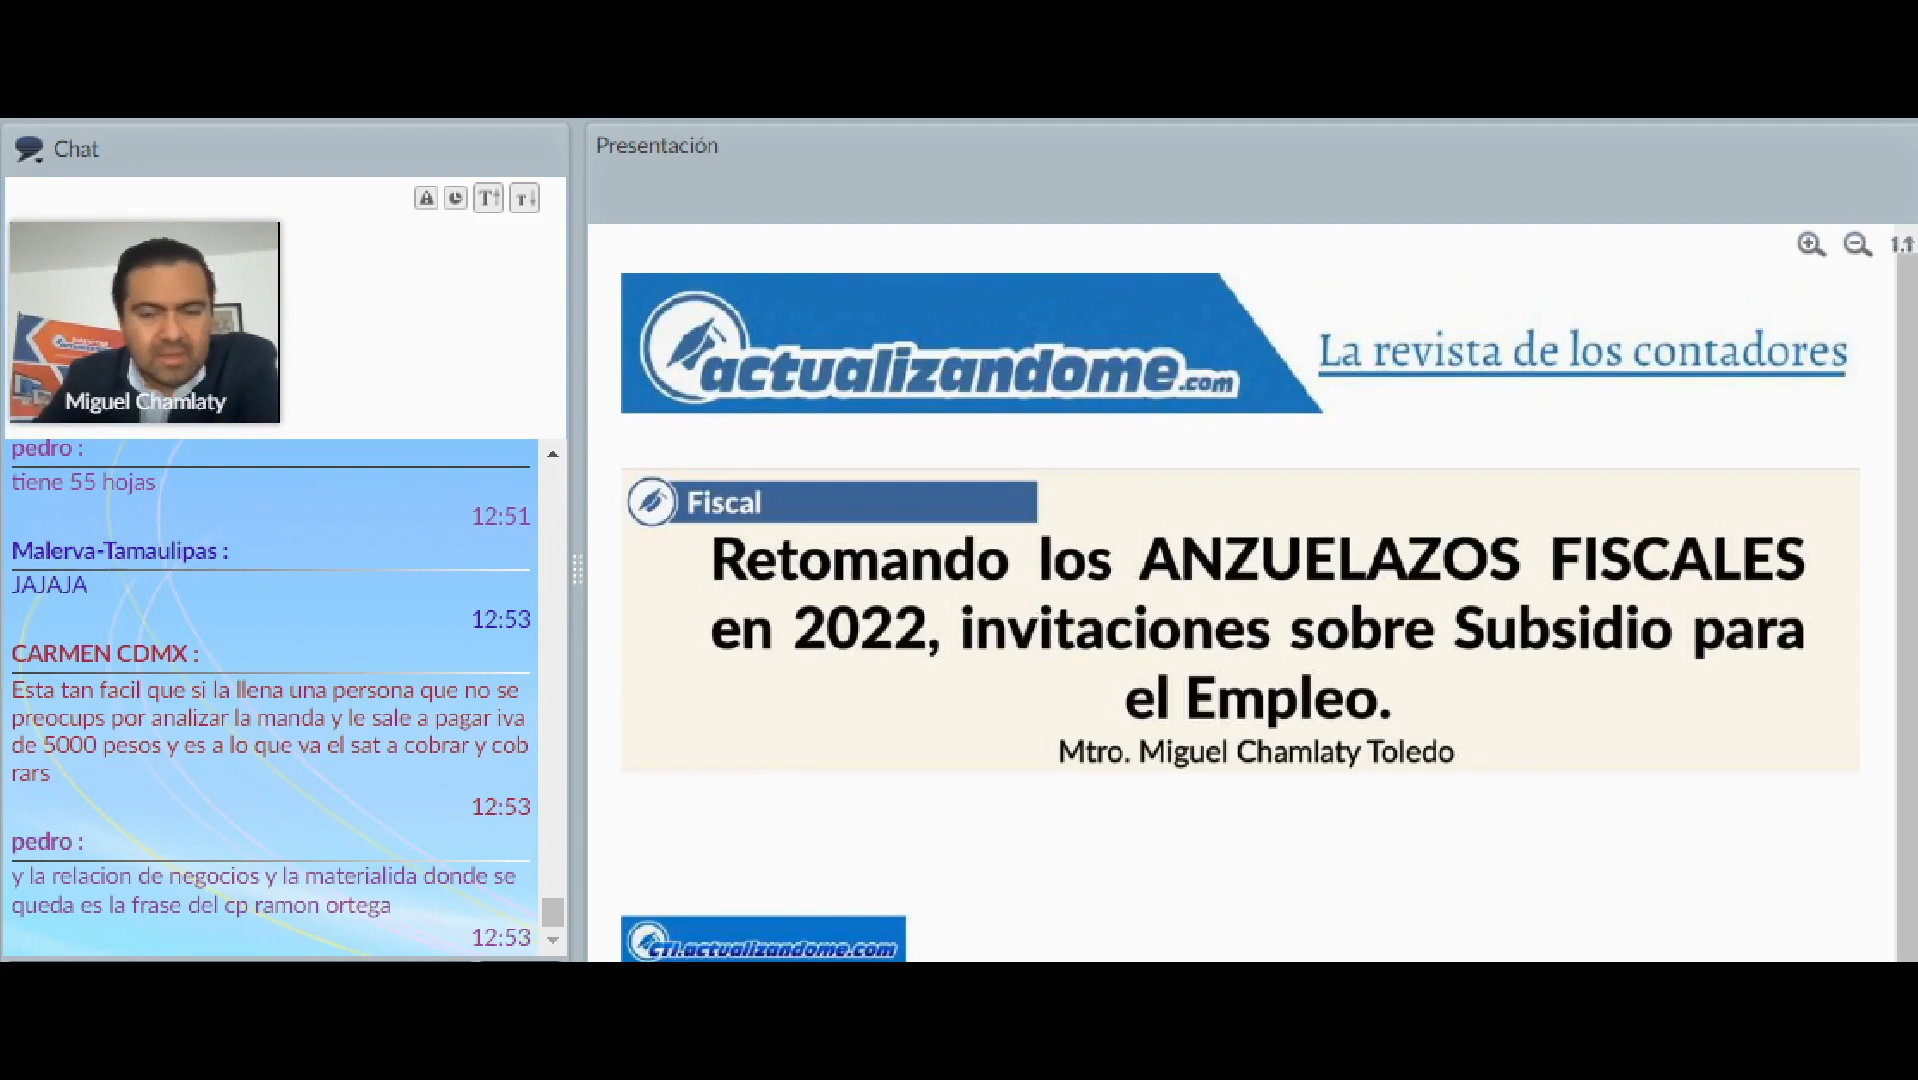 Chat
Miguel Chamlaty
pedro :
tiene 55 hojas
12:51
Malerva-Tamaulipas :
JAJAJA
12:53
CARMEN CDMX :
Esta tan facil que si la llena una persona que no se
preocups por analizar la manda y le sale a pagar iva
de 5000 pesos y es a lo que va el sat a cobrar y cob
rars
12:53
pedro :
y la relacion de negocios y la materialida donde se
queda es la frase del cp ramon ortega
12:53
Presentación
actualizandome.com
La revista de los contadores
Fiscal
Retomando los ANZUELAZOS FISCALES
en 2022, invitaciones sobre Subsidio para
el Empleo.
Mtro. Miguel Chamlaty Toledo
CTI.actualizandome.com